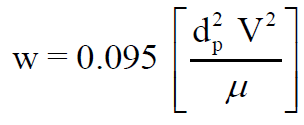 w = 0.095 [ d_p^2 V^2 / μ ]